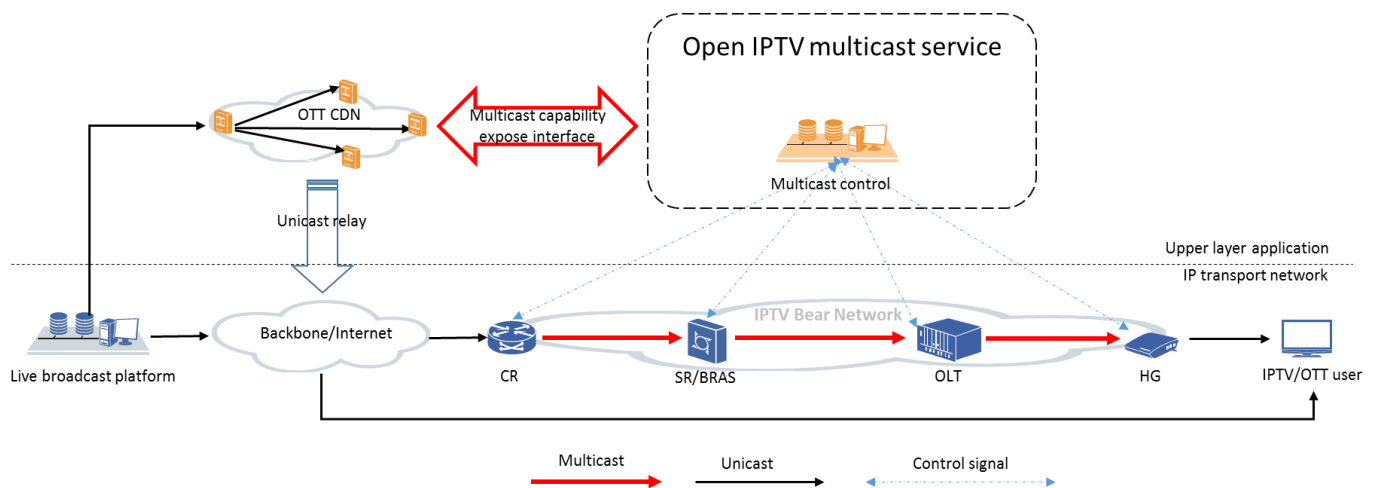 Open IPTV multicast service
OTT CDN
Multicast capability
expose interface
Multicast control
Unicast relay
Upper layer application
IP transport network
IPTV Bear Network
Backbone/Internet
Live broadcast platform
CR
SR/BRAS
OLT
HG
IPTV/OTT user
Multicast
Unicast
Control signal